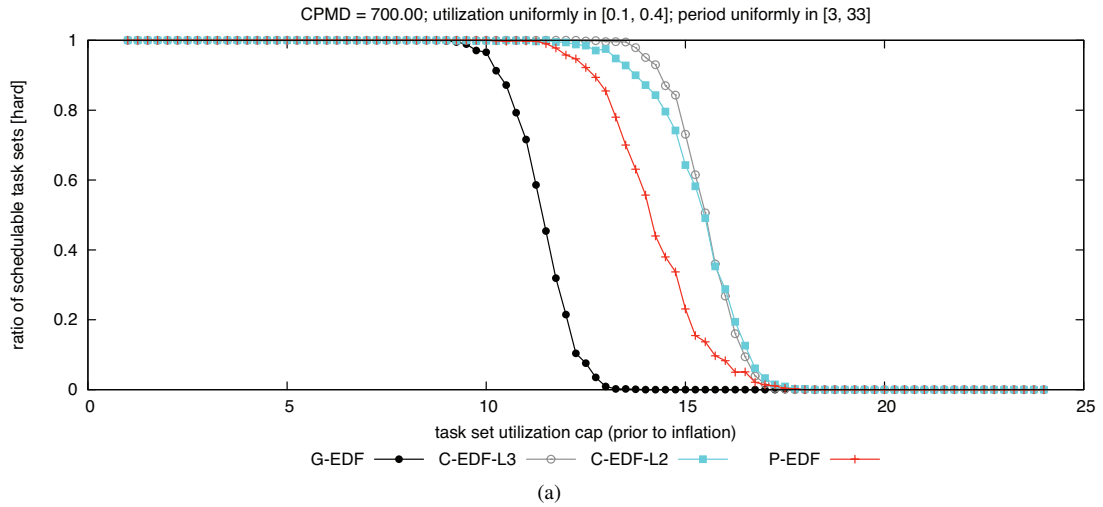 CPMD = 700.00; utilization uniformly in [0.1, 0.4]; period uniformly in [3, 33]
ratio of schedulable task sets [hard]
1
0.8
0.6
0.4
0.2
0
0 5 10 15 20 25
task set utilization cap (prior to inflation)
G-EDF C-EDF-L3 C-EDF-L2 P-EDF
(a)